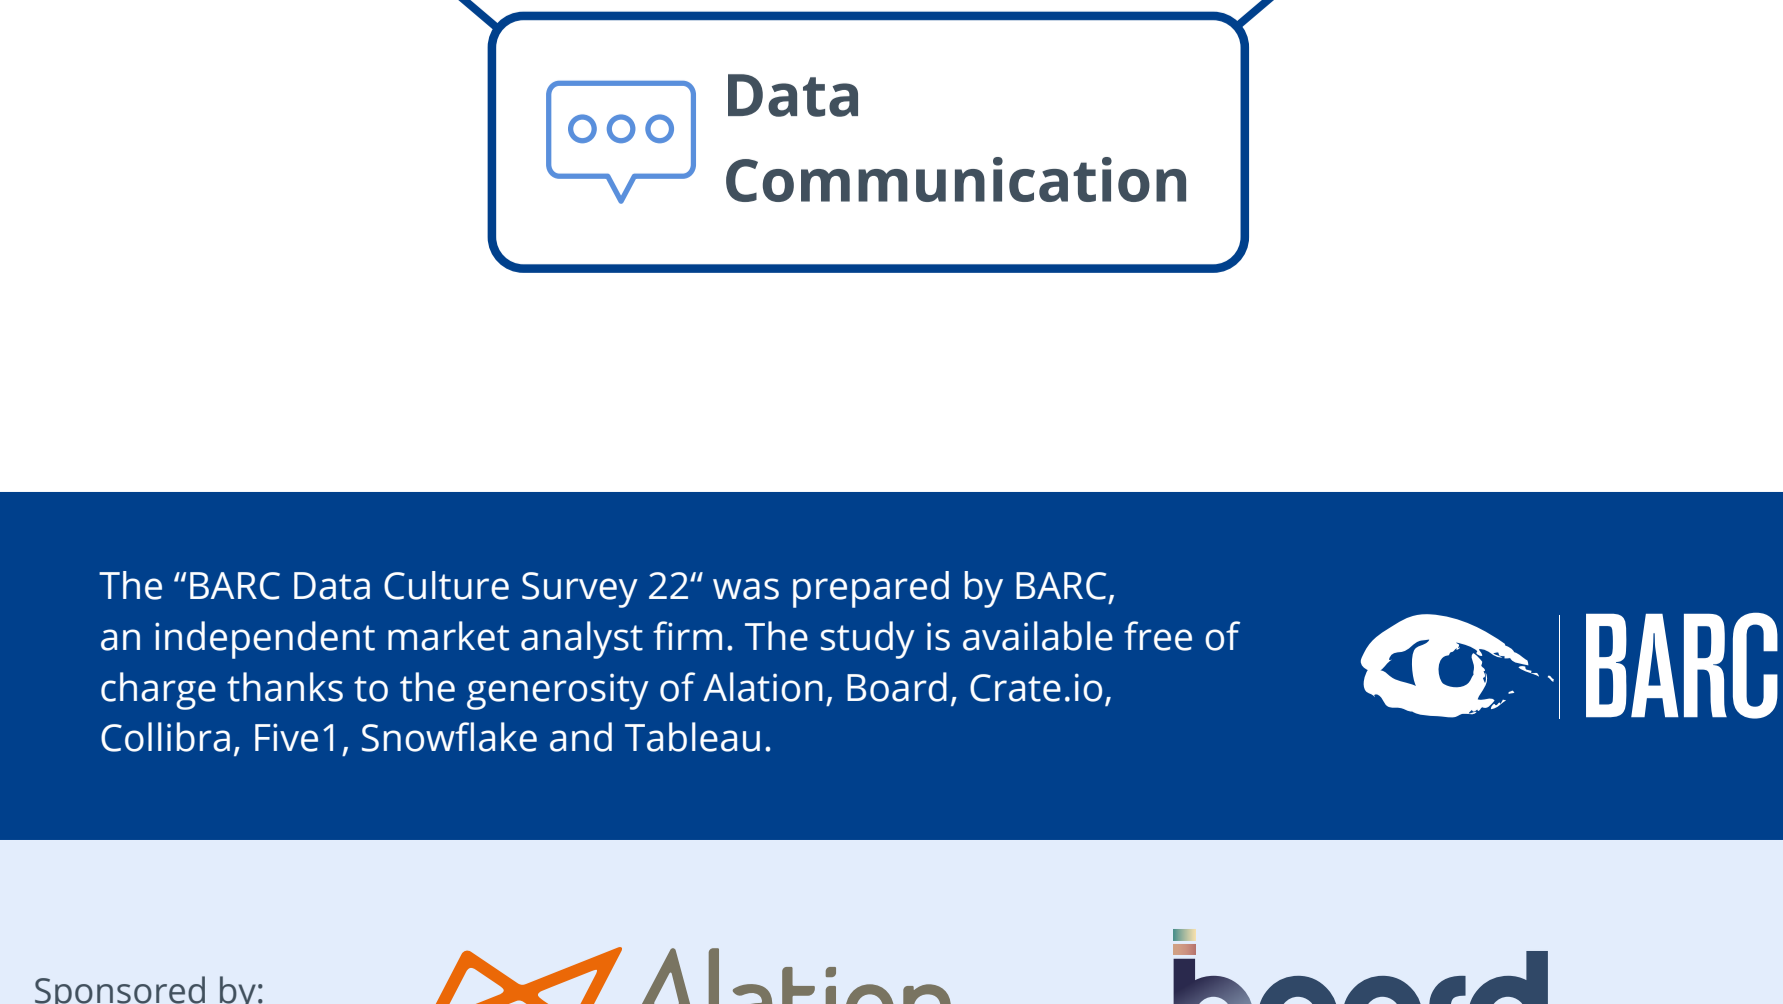 Data
Communication
The “BARC Data Culture Survey 22“ was prepared by BARC,
an independent market analyst firm. The study is available free of
charge thanks to the generosity of Alation, Board, Crate.io,
Collibra, Five1, Snowflake and Tableau.
BARC
Sponsored by:
Alation
board